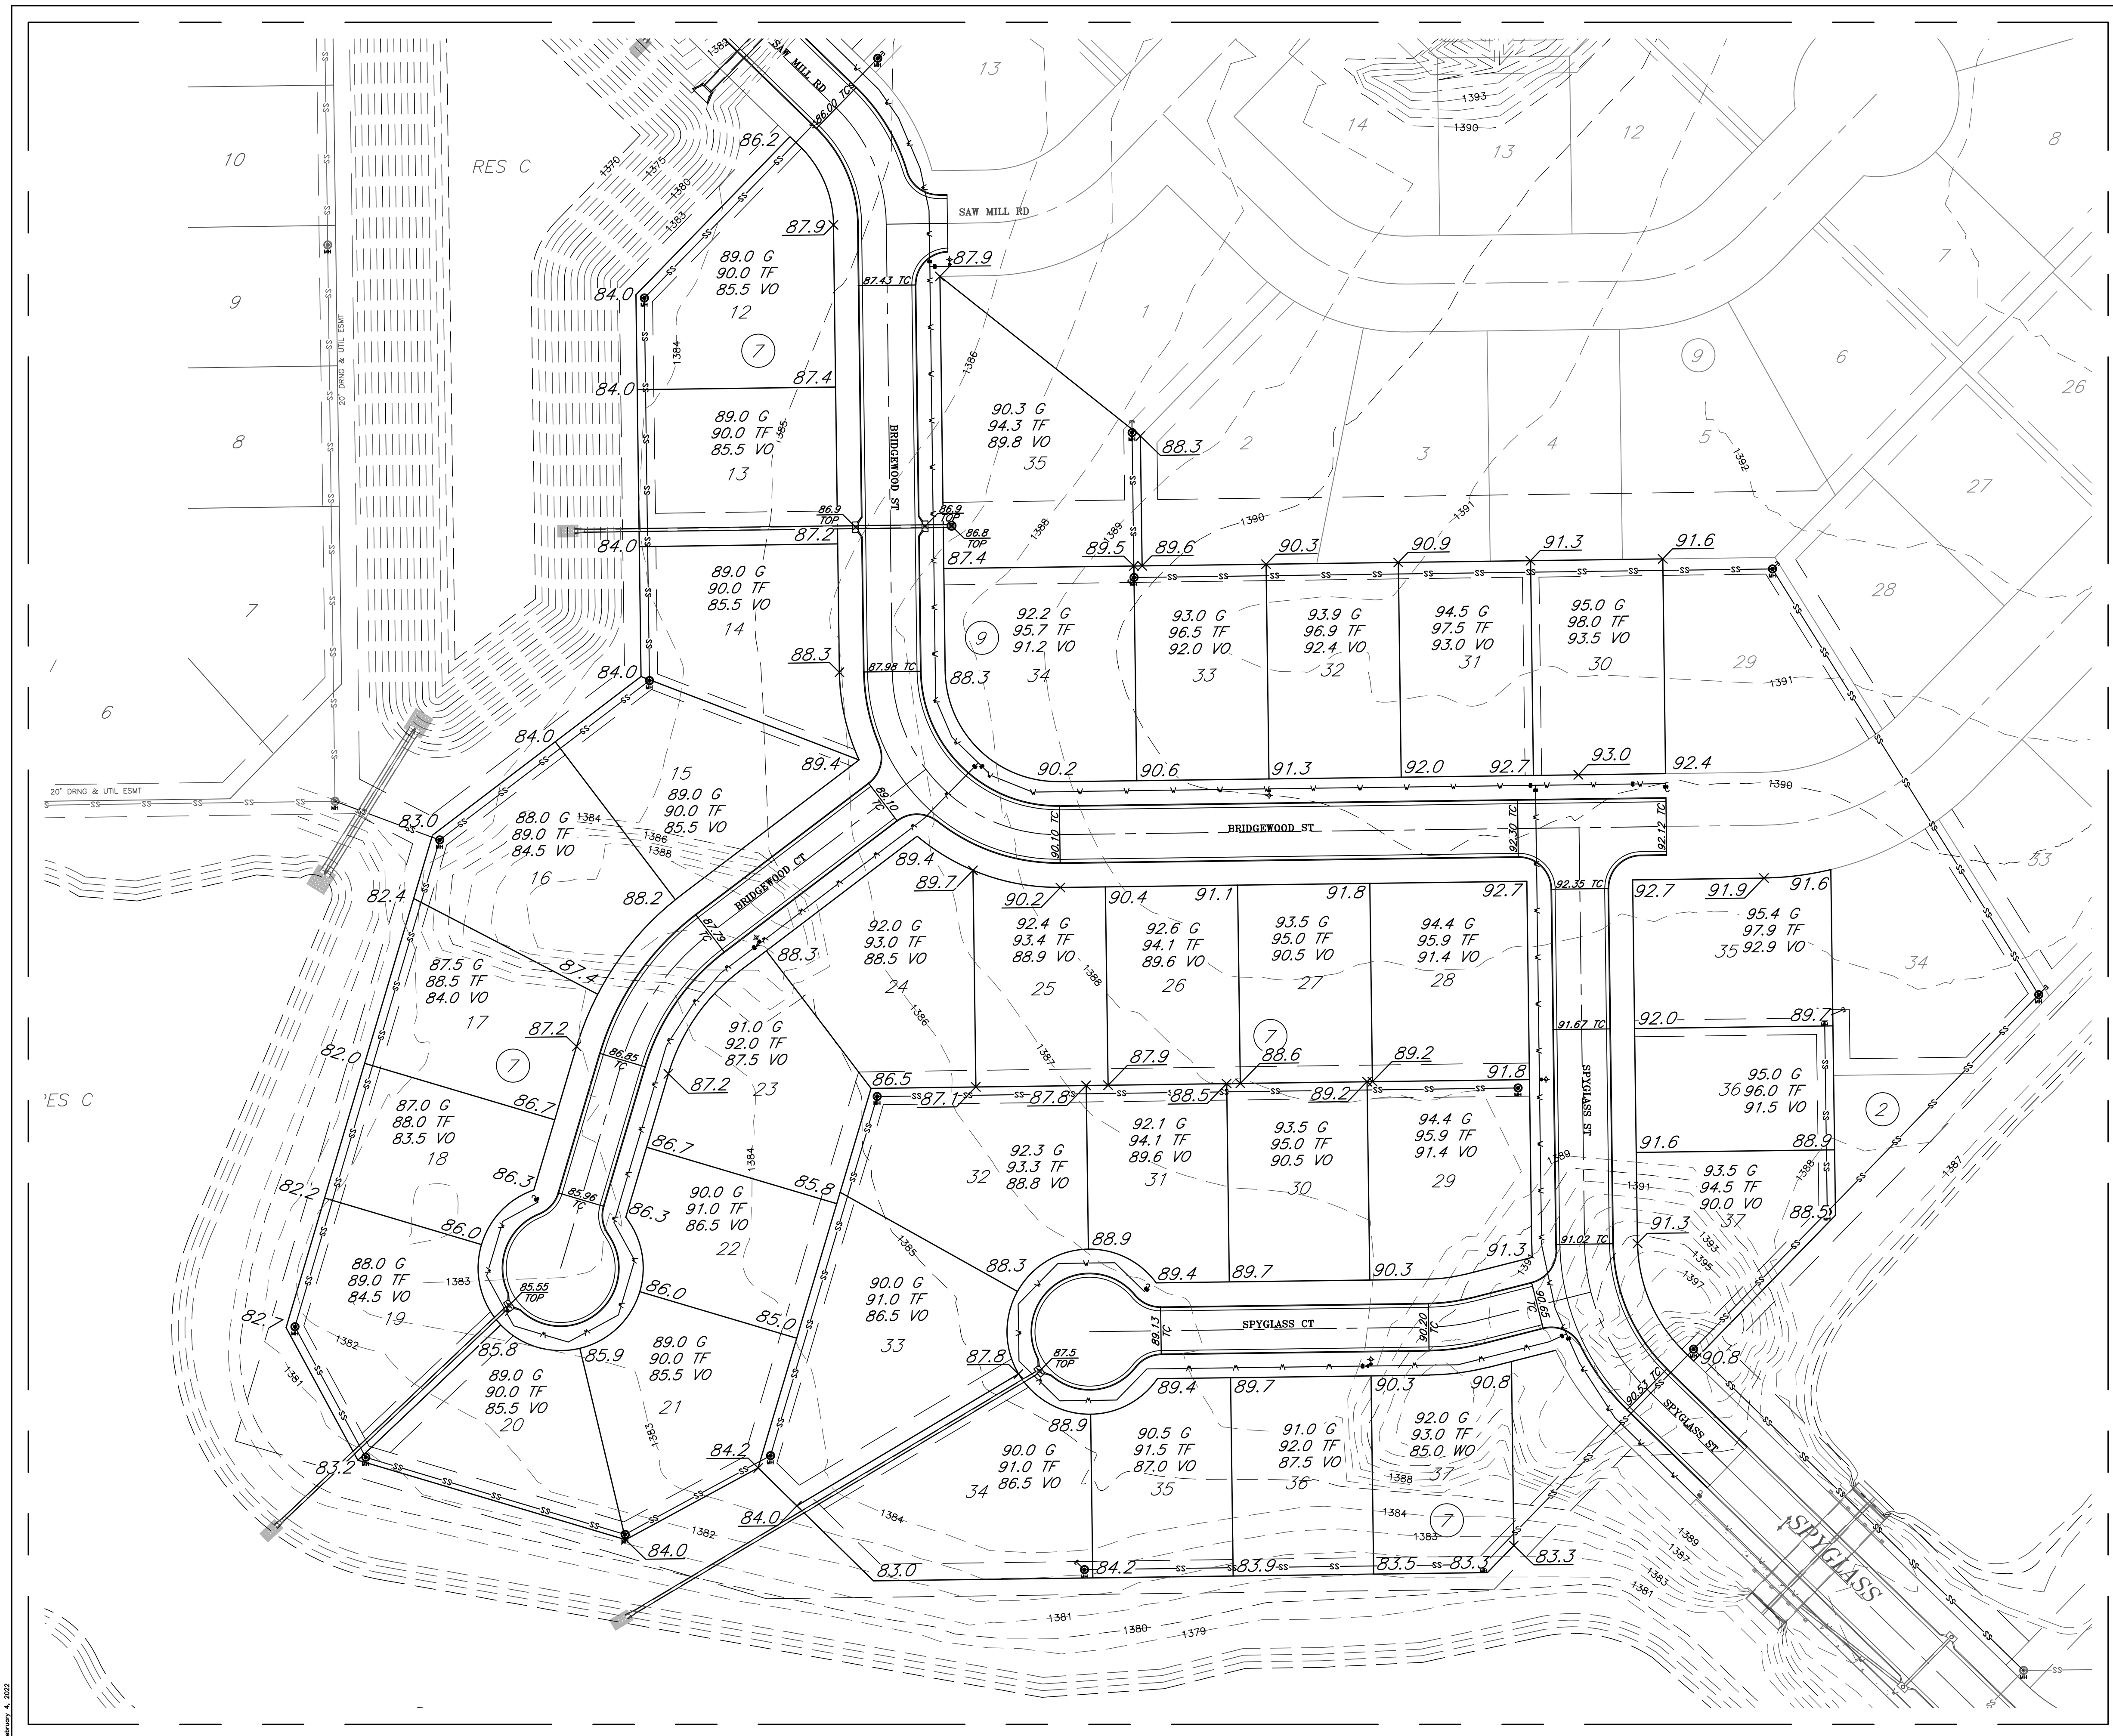 1382
SAW MILL RD
86.00 TC
13
1393
1390
14
13
12
8
10
RES C
1370
1375
1380
1383
86.2
SAW MILL RD
87.9
87.9
7
89.0 G
90.0 TF
85.5 VO
12
84.0
87.43 TC
9
20' DRNG & UTIL ESMT
1384
7
1386
1
9
6
26
84.0
87.4
89.0 G
90.0 TF
85.5 VO
13
1385
BRIDGEWOOD ST
90.3 G
94.3 TF
89.8 VO
35
88.3
2
3
4
5
1392
8
27
86.9
TOP
86.9
TOP
86.8
TOP
1388
1389
1390
1391
84.0
87.2
87.4
89.5
89.6
90.3
90.9
91.3
91.6
89.0 G
90.0 TF
85.5 VO
14
28
7
9
92.2 G
95.7 TF
91.2 VO
34
93.0 G
96.5 TF
92.0 VO
33
93.9 G
96.9 TF
92.4 VO
32
94.5 G
97.5 TF
93.0 VO
31
95.0 G
98.0 TF
93.5 VO
30
29
1391
88.3
84.0
87.98 TC
88.3
6
84.0
89.4
90.2
90.6
91.3
92.0
92.7
93.0
92.4
15
89.0 G
90.0 TF
85.5 VO
1390
20' DRNG & UTIL ESMT
89.10
TC
83.0
88.0 G
89.0 TF
84.5 VO
16
1384
1386
1388
90.10 TC
BRIDGEWOOD ST
92.30 TC
92.12 TC
BRIDGEWOOD CT
89.4
89.7
90.2
90.4
91.1
91.8
92.7
92.35 TC
92.7
91.9
91.6
53
82.4
88.2
87.79
TC
88.3
92.0 G
93.0 TF
88.5 VO
24
92.4 G
93.4 TF
88.9 VO
25
92.6 G
94.1 TF
89.6 VO
26
93.5 G
95.0 TF
90.5 VO
27
94.4 G
95.9 TF
91.4 VO
28
95.4 G
97.9 TF
35 92.9 VO
34
87.5 G
88.5 TF
84.0 VO
17
87.4
1388
1386
1387
87.2
91.0 G
92.0 TF
87.5 VO
23
7
92.0
89.7
91.67 TC
82.0
7
86.85
TC
87.2
86.5
87.1
87.8
87.9
88.5
88.6
89.2
89.2
91.8
SPYGLASS ST
95.0 G
36 96.0 TF
91.5 VO
2
RES C
87.0 G
88.0 TF
83.5 VO
18
86.7
86.7
1384
32
92.3 G
93.3 TF
88.8 VO
92.1 G
94.1 TF
89.6 VO
31
93.5 G
95.0 TF
90.5 VO
30
94.4 G
95.9 TF
91.4 VO
29
1389
91.6
88.9
1388
1387
82.2
86.3
85.96
TC
86.3
90.0 G
91.0 TF
86.5 VO
22
85.8
1391
93.5 G
94.5 TF
90.0 VO
37
88.5
86.0
88.9
91.3
91.02 TC
91.3
1393
1395
1397
88.0 G
89.0 TF
84.5 VO
19
1383
1385
88.3
89.4
89.7
90.3
82.7
85.55
TOP
86.0
85.0
90.0 G
91.0 TF
86.5 VO
33
89.13
TC
SPYGLASS CT
90.20
TC
90.65
TC
1382
1381
85.8
85.9
89.0 G
90.0 TF
85.5 VO
21
87.8
87.5
TOP
90.8
89.0 G
90.0 TF
85.5 VO
20
89.4
89.7
90.3
90.8
90.53 TC
SPYGLASS ST
1383
88.9
83.2
84.2
90.0 G
91.0 TF
34 86.5 VO
90.5 G
91.5 TF
87.0 VO
35
91.0 G
92.0 TF
87.5 VO
36
92.0 G
93.0 TF
85.0 WO
37
1388
84.0
1382
1384
1384
1383
7
SPYGLASS
84.0
83.0
84.2
83.9
83.5
83.3
83.3
1389
1387
1383
1381
1381
1380
1379